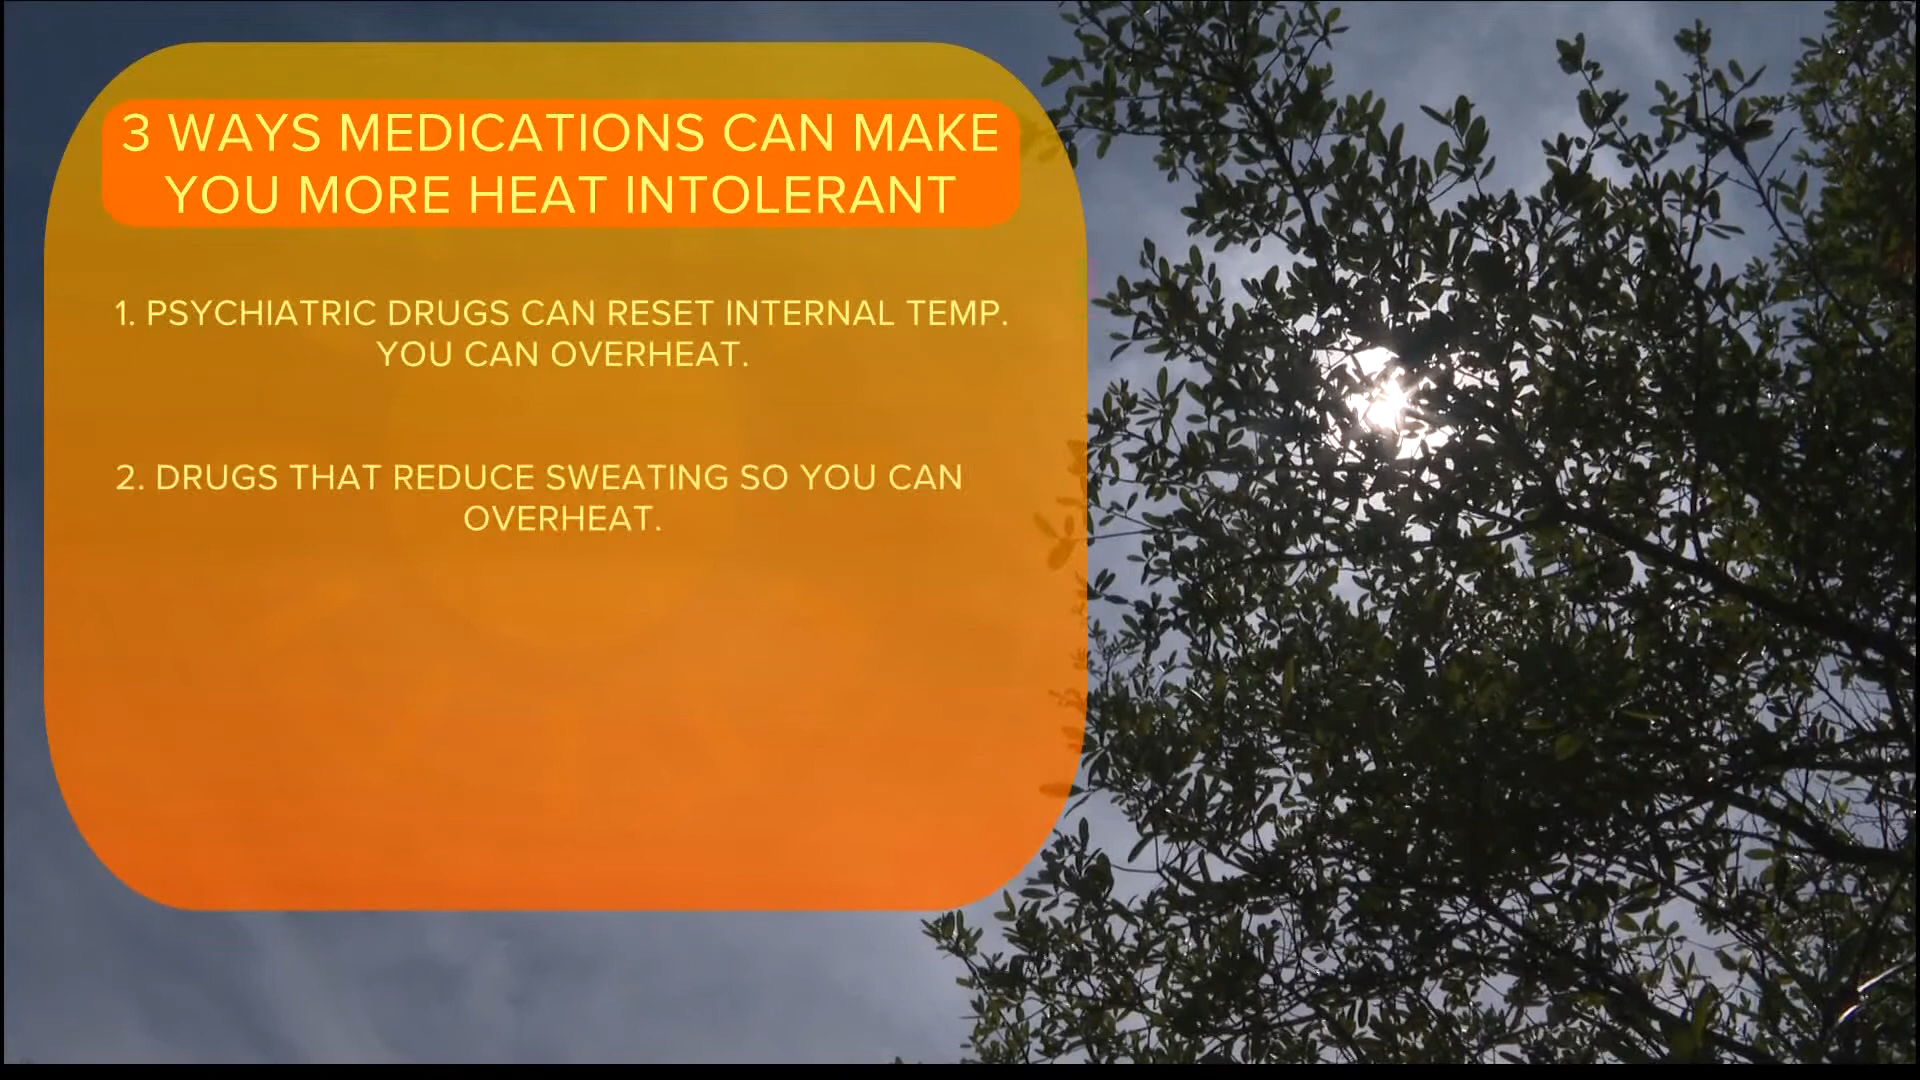 3 WAYS MEDICATIONS CAN MAKE
YOU MORE HEAT INTOLERANT
1. PSYCHIATRIC DRUGS CAN RESET INTERNAL TEMP.
YOU CAN OVERHEAT.
2. DRUGS THAT REDUCE SWEATING SO YOU CAN
OVERHEAT.